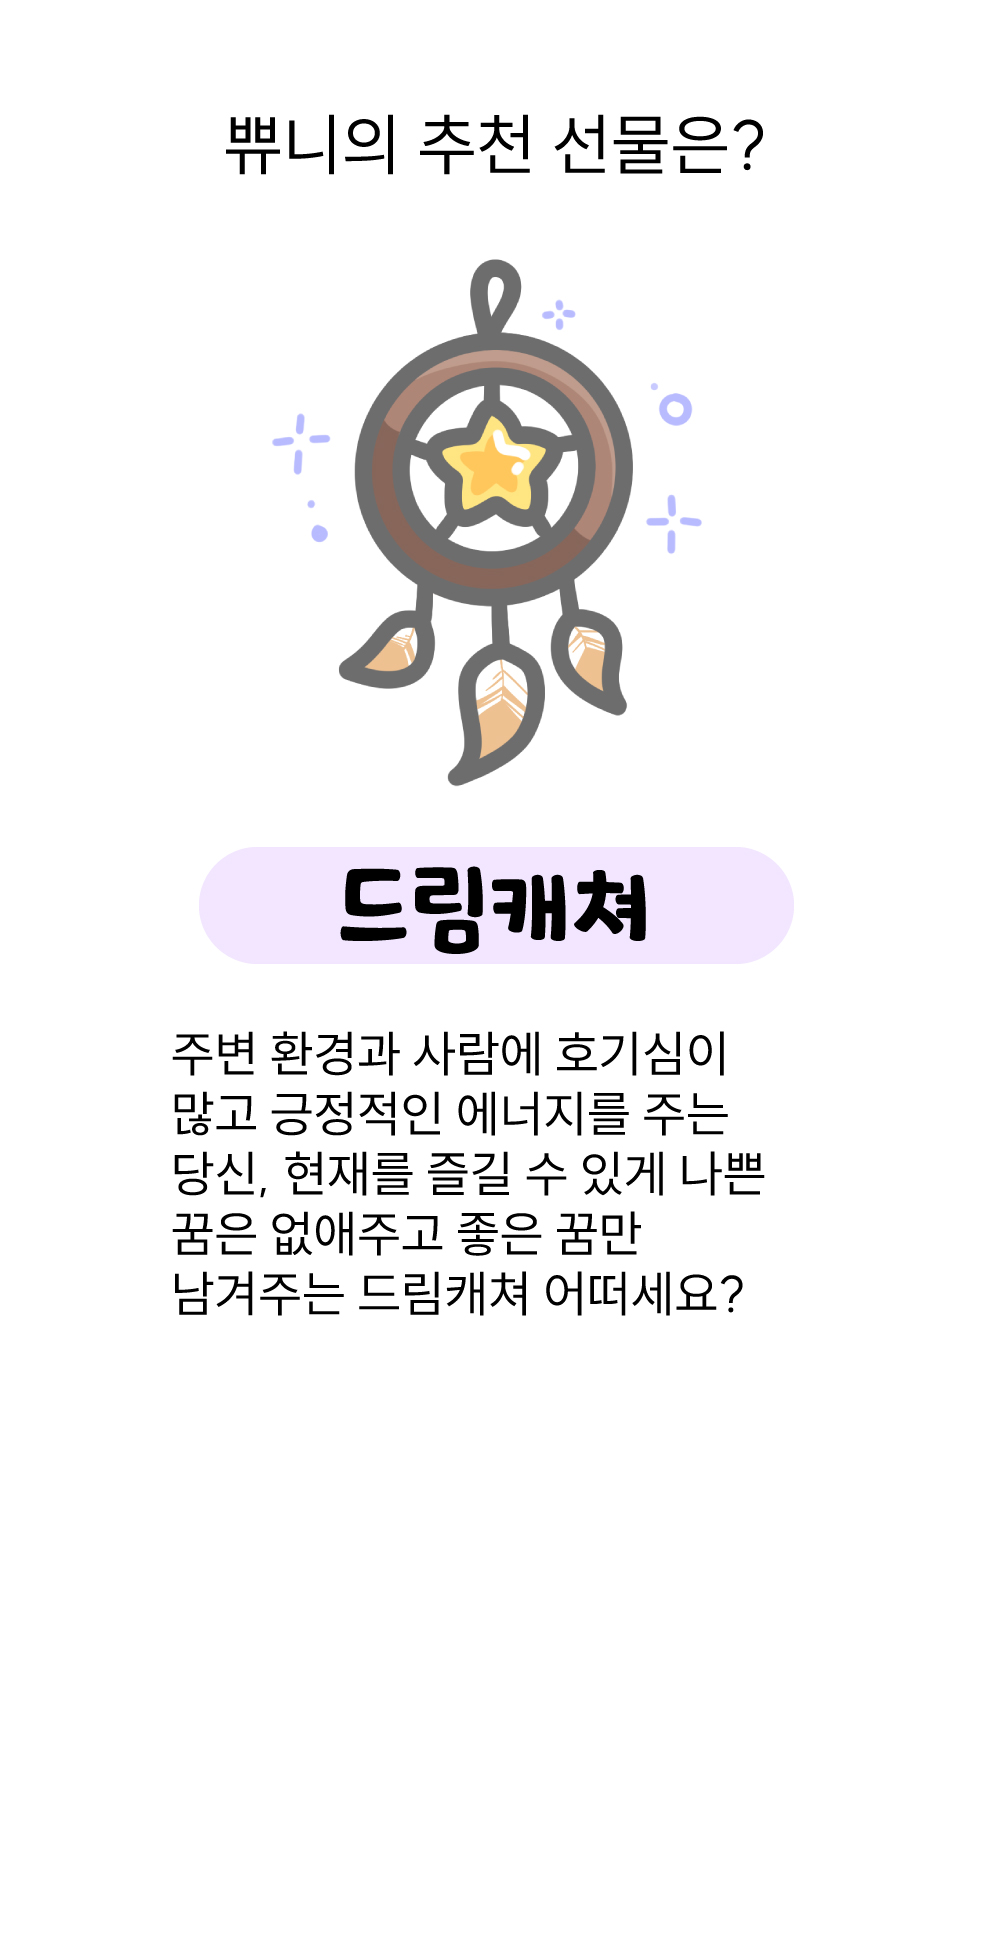 쀼니의 추천 선물은?
드림캐쳐
주변 환경과 사람에 호기심이
많고 긍정적인 에너지를 주는
당신, 현재를 즐길 수 있게 나쁜
꿈은 없애주고 좋은 꿈만
남겨주는 드림캐쳐 어떠세요?